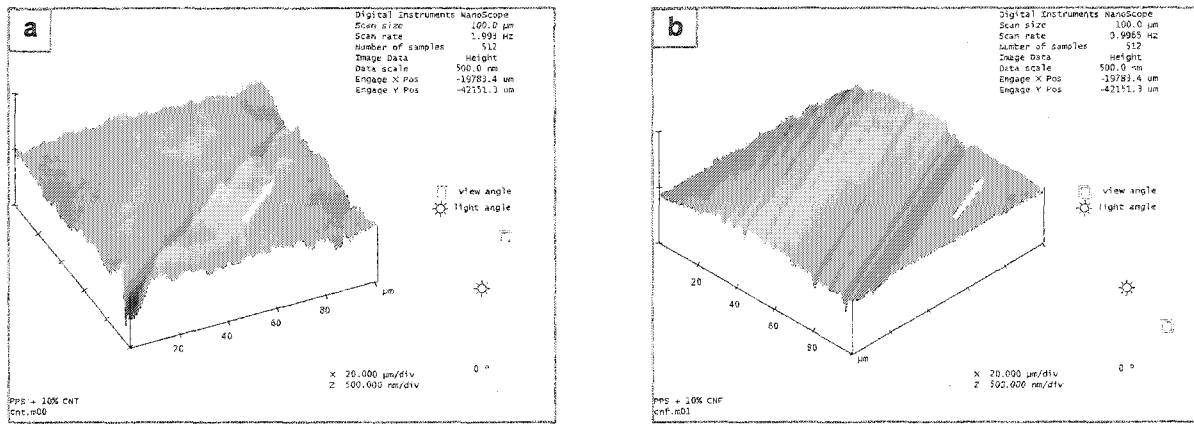 a
Digital Instruments NanoScope
Scan size 100.0 µm
Scan rate 1.993 Hz
Number of samples 512
Image Data Height
Data scale 500.0 nm
Engage X Pos -19783.4 um
Engage Y Pos -42151.3 um
view angle
light angle
µm
80
60
40
20
0 °
X 20.000 µm/div
Z 500.000 nm/div
PPS + 10% CNT
Cnt.m00
b
Digital Instruments NanoScope
Scan size 100.0 µm
Scan rate 0.9965 Hz
Number of samples 512
Image Data Height
Data scale 500.0 nm
Engage X Pos -19783.4 um
Engage Y Pos -42151.3 um
view angle
light angle
20
40
60
80
µm
0 °
X 20.000 µm/div
Z 500.000 nm/div
PPS + 10% CNF
cnf.m01